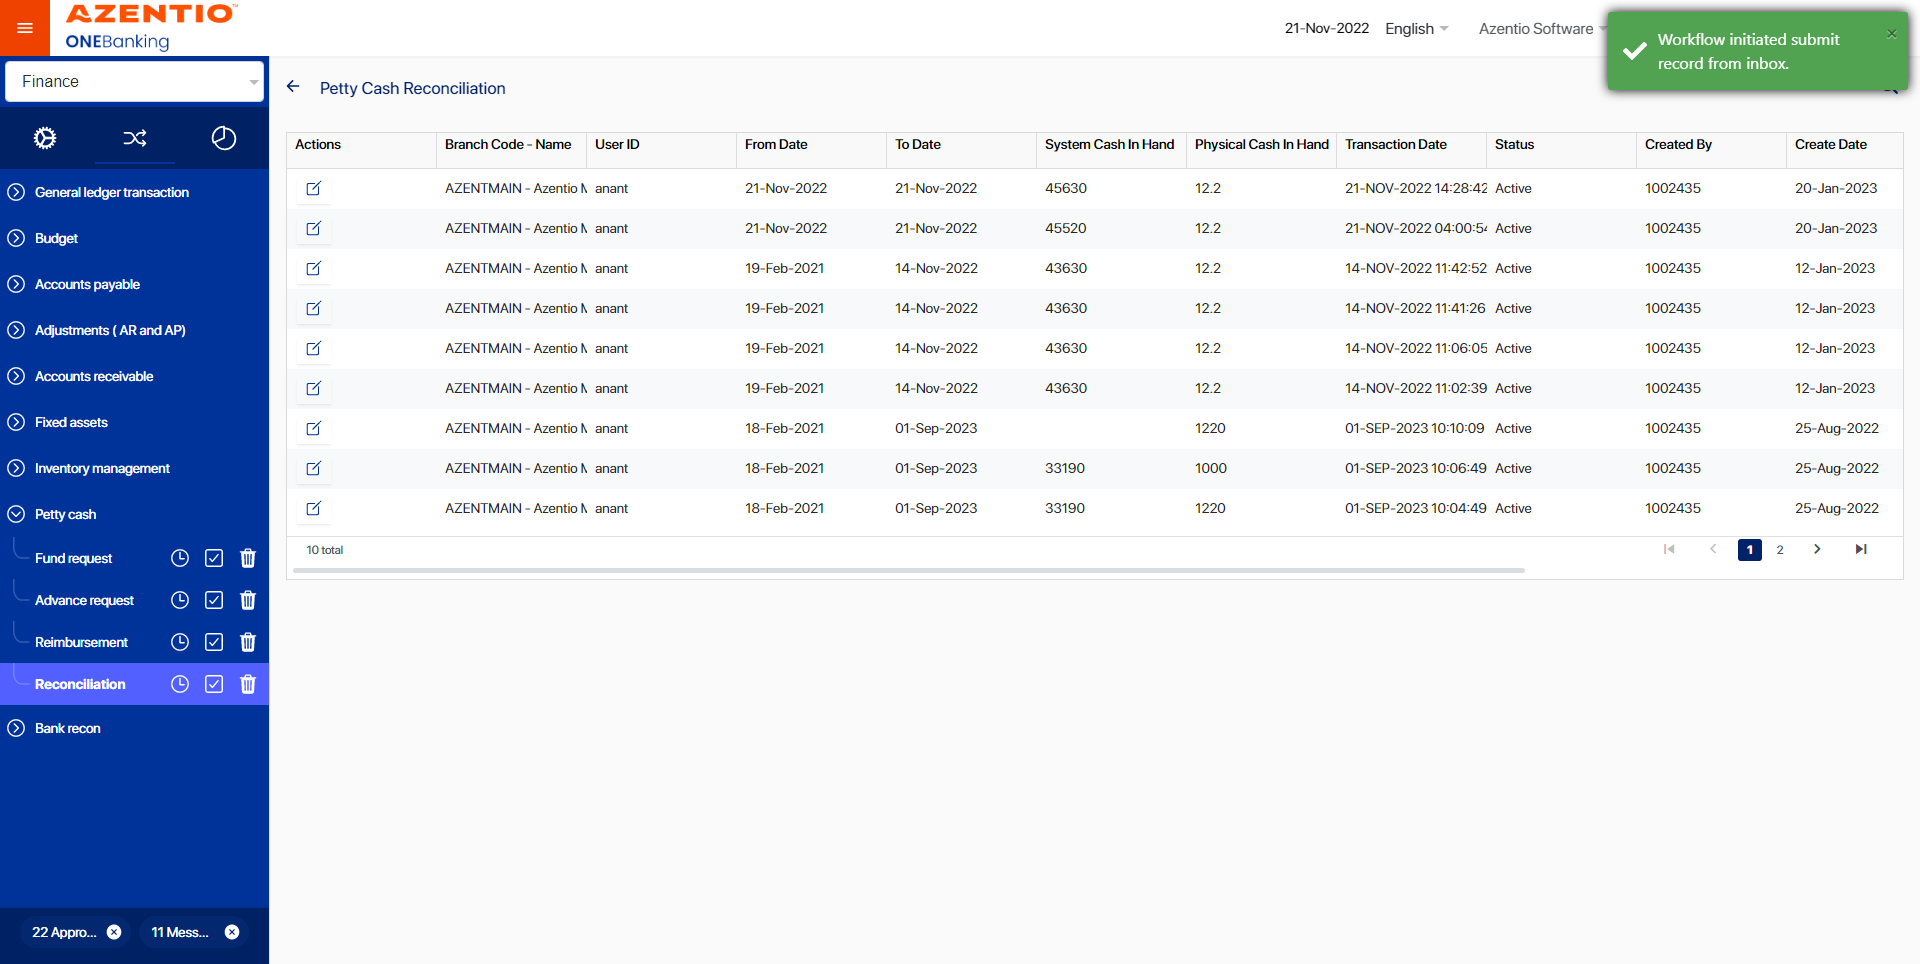 AZENTIO™
ONEBanking
21-Nov-2022
English
Azentio Software
Workflow initiated submit
record from inbox.
Finance
Petty Cash Reconciliation
General ledger transaction
Budget
Accounts payable
Adjustments ( AR and AP)
Accounts receivable
Fixed assets
Inventory management
Petty cash
Fund request
Advance request
Reimbursement
Reconciliation
Bank recon
22 Appro...
11 Mess...
Actions Branch Code - Name User ID From Date To Date System Cash In Hand Physical Cash In Hand Transaction Date Status Created By Create Date
AZENTMAIN - Azentio M anant 21-Nov-2022 21-Nov-2022 45630 12.2 21-NOV-2022 14:28:42 Active 1002435 20-Jan-2023
AZENTMAIN - Azentio M anant 21-Nov-2022 21-Nov-2022 45520 12.2 21-NOV-2022 04:00:54 Active 1002435 20-Jan-2023
AZENTMAIN - Azentio M anant 19-Feb-2021 14-Nov-2022 43630 12.2 14-NOV-2022 11:42:52 Active 1002435 12-Jan-2023
AZENTMAIN - Azentio M anant 19-Feb-2021 14-Nov-2022 43630 12.2 14-NOV-2022 11:41:26 Active 1002435 12-Jan-2023
AZENTMAIN - Azentio M anant 19-Feb-2021 14-Nov-2022 43630 12.2 14-NOV-2022 11:06:05 Active 1002435 12-Jan-2023
AZENTMAIN - Azentio M anant 19-Feb-2021 14-Nov-2022 43630 12.2 14-NOV-2022 11:02:39 Active 1002435 12-Jan-2023
AZENTMAIN - Azentio M anant 18-Feb-2021 01-Sep-2023 1220 01-SEP-2023 10:10:09 Active 1002435 25-Aug-2022
AZENTMAIN - Azentio M anant 18-Feb-2021 01-Sep-2023 33190 1000 01-SEP-2023 10:06:49 Active 1002435 25-Aug-2022
AZENTMAIN - Azentio M anant 18-Feb-2021 01-Sep-2023 33190 1220 01-SEP-2023 10:04:49 Active 1002435 25-Aug-2022
10 total
1 2